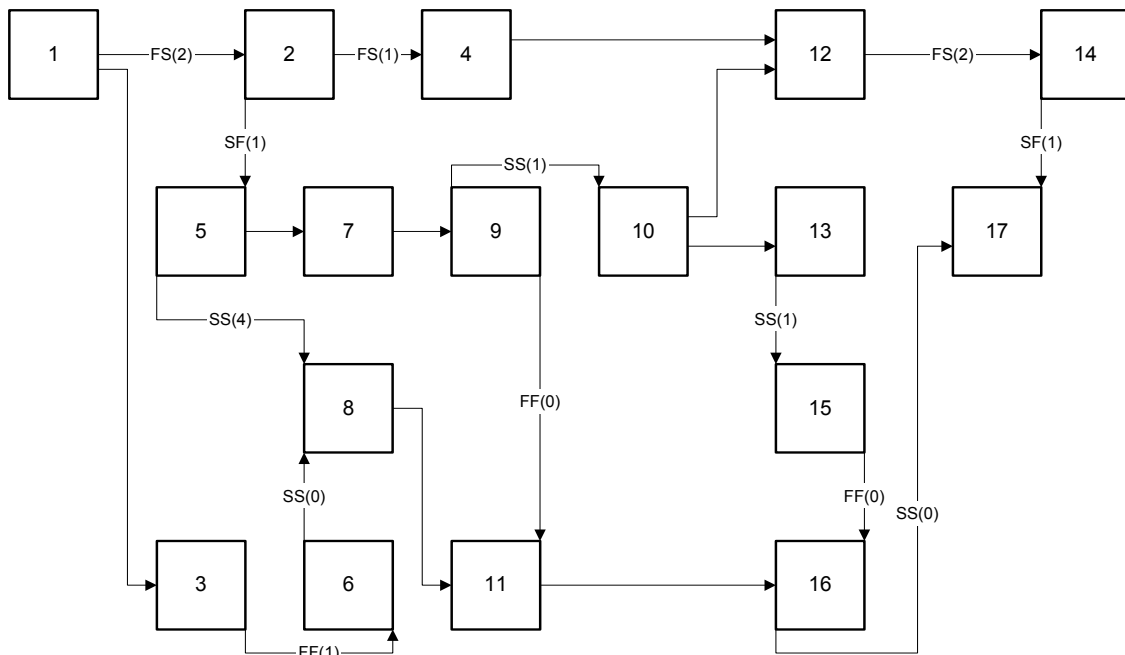 1
FS(2)
2
FS(1)
4
12
FS(2)
14
SF(1)
SF(1)
SS(1)
5
7
9
10
13
17
SS(4)
SS(1)
8
FF(0)
15
SS(0)
FF(0)
SS(0)
3
6
11
16
FF(1)